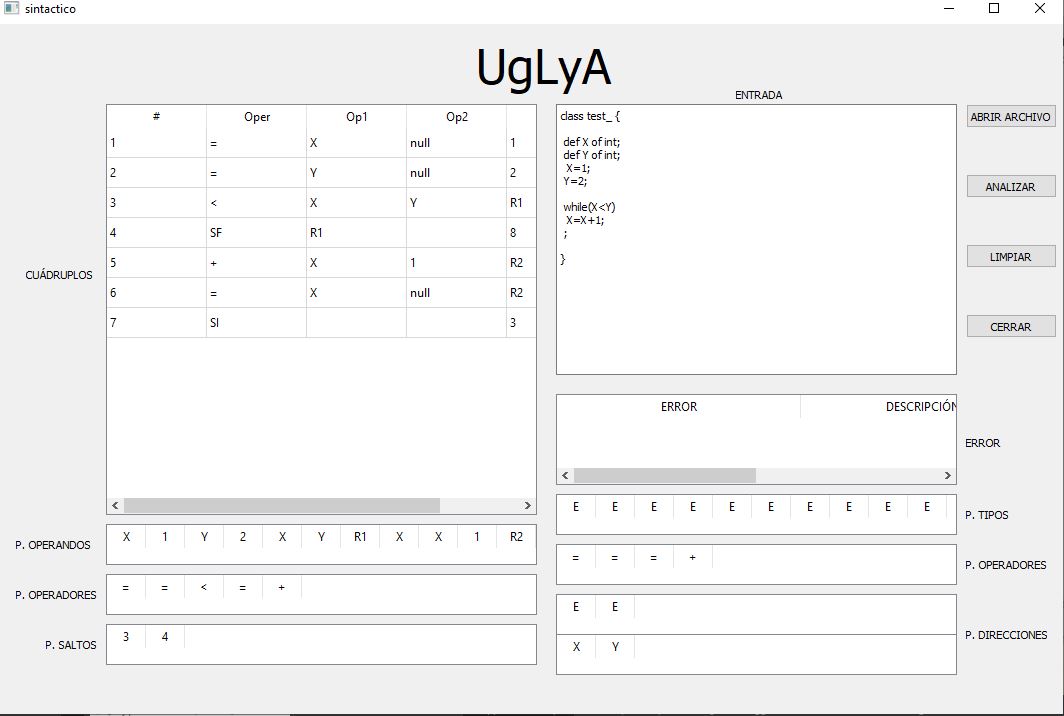 sintactico
UgLyA
ENTRADA
# Oper Op1 Op2
1 = X null 1
2 = Y null 2
3 < X Y R1
4 SF R1 8
5 + X 1 R2
6 = X null R2
7 SI 3
CUÁDRUPLOS
class test_ {
def X of int;
def Y of int;
X=1;
Y=2;
while(X<Y)
X=X+1;
;
}
ABRIR ARCHIVO
ANALIZAR
LIMPIAR
CERRAR
ERROR DESCRIPCIÓN
ERROR
P. OPERANDOS X 1 Y 2 X Y R1 X X 1 R2
P. OPERADORES = = < = +
P. SALTOS 3 4
E E E E E E E E E E P. TIPOS
= = = + P. OPERADORES
E E
X Y
P. DIRECCIONES